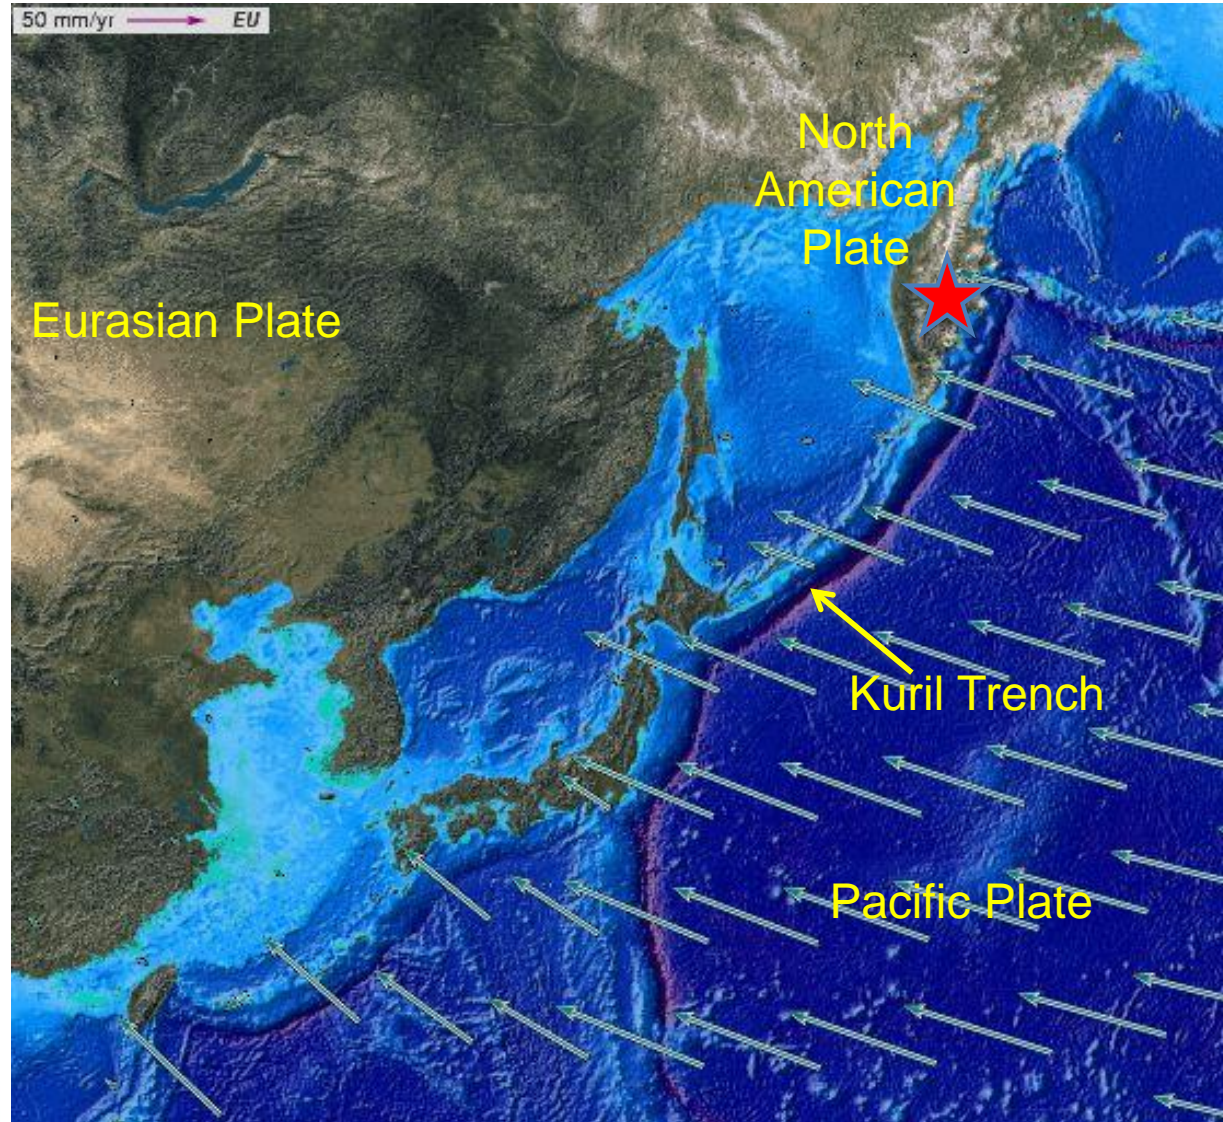 50 mm/yr EU
North
American
Plate
Eurasian Plate
Kuril Trench
Pacific Plate